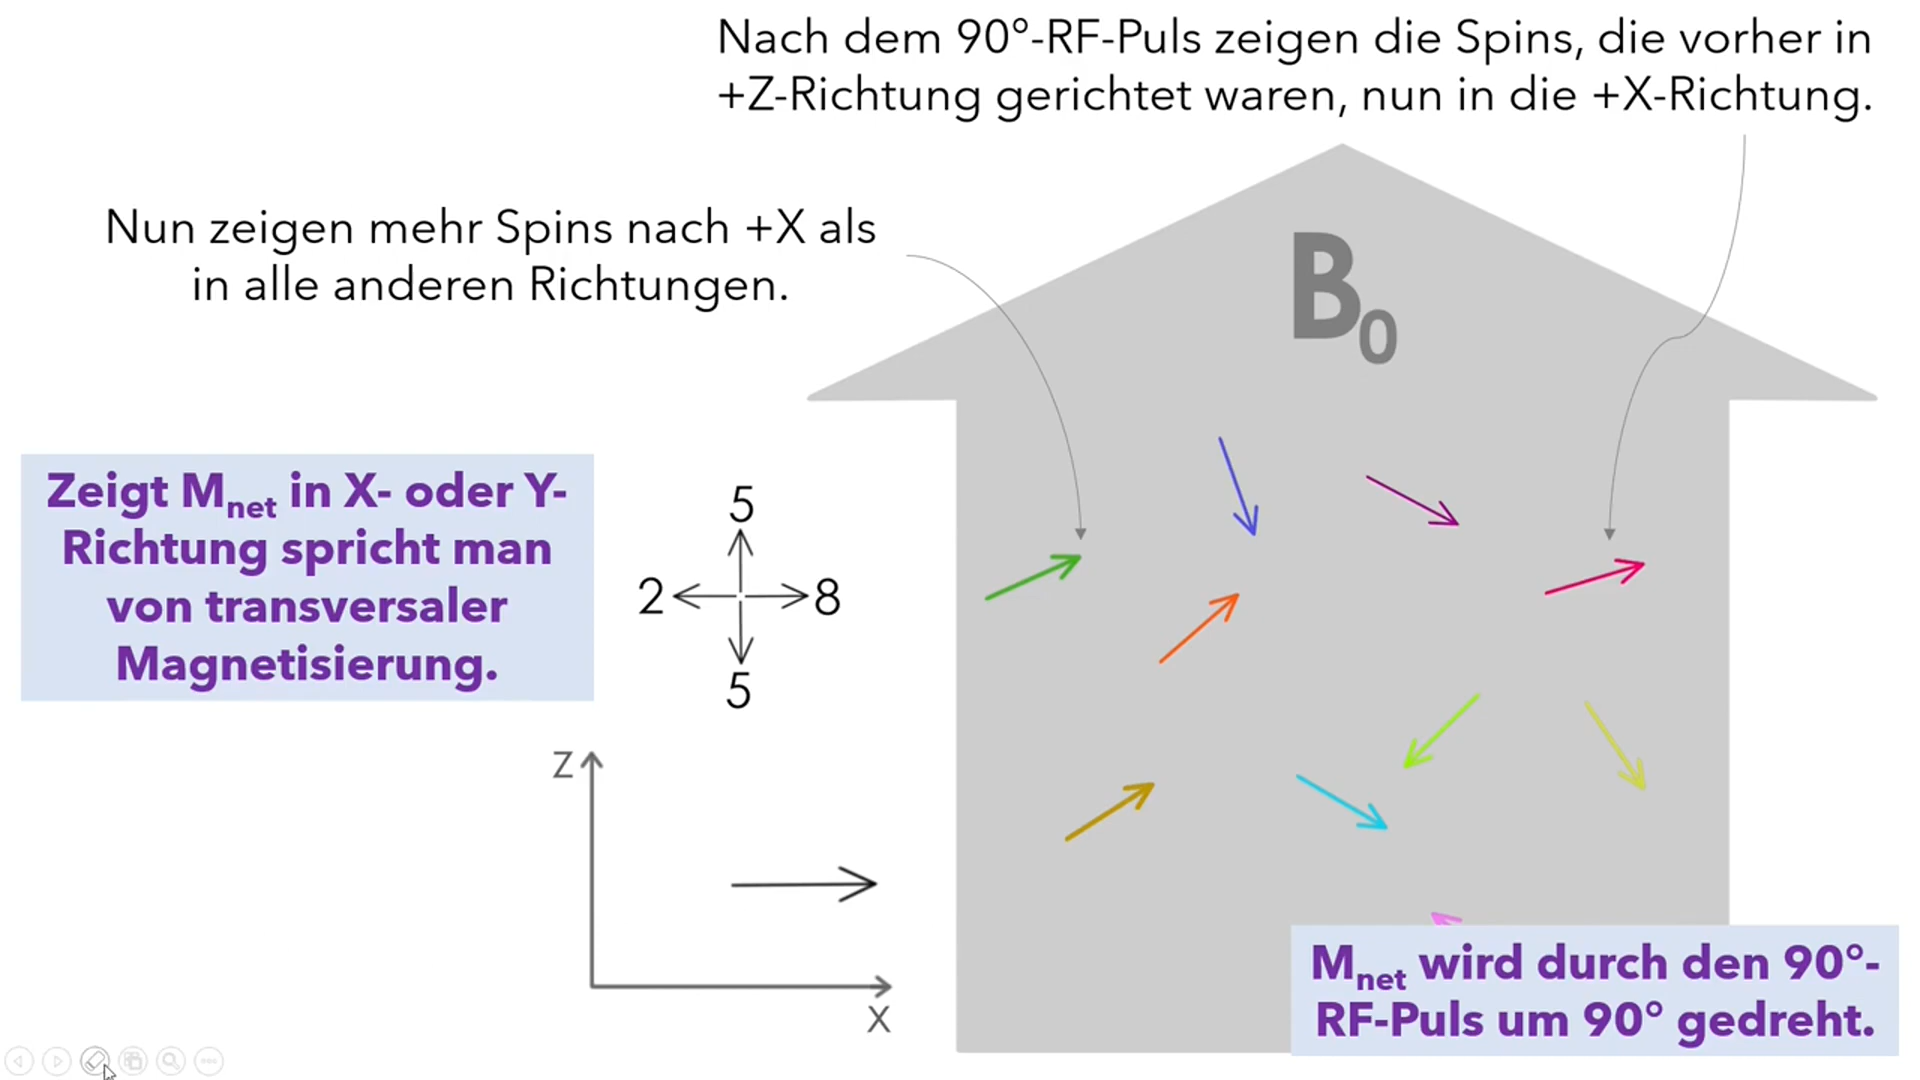 Nach dem 90°-RF-Puls zeigen die Spins, die vorher in
+Z-Richtung gerichtet waren, nun in die +X-Richtung.
Nun zeigen mehr Spins nach +X als
in alle anderen Richtungen.
B₀
Zeigt Mnet in X- oder Y-
Richtung spricht man
von transversaler
Magnetisierung.
5
2 8
5
Z
X
Mnet wird durch den 90°-
RF-Puls um 90° gedreht.